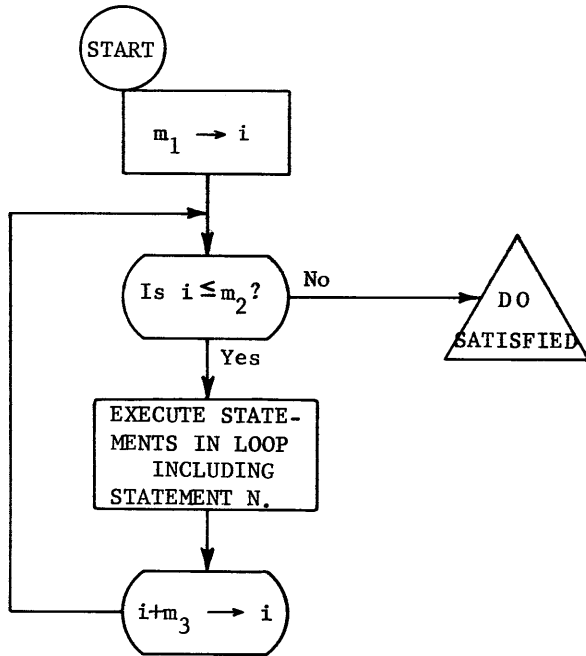 START
m₁ → i
Is i ≤ m₂?
No
DO
SATISFIED
Yes
EXECUTE STATE-
MENTS IN LOOP
INCLUDING
STATEMENT N.
i+m₃ → i